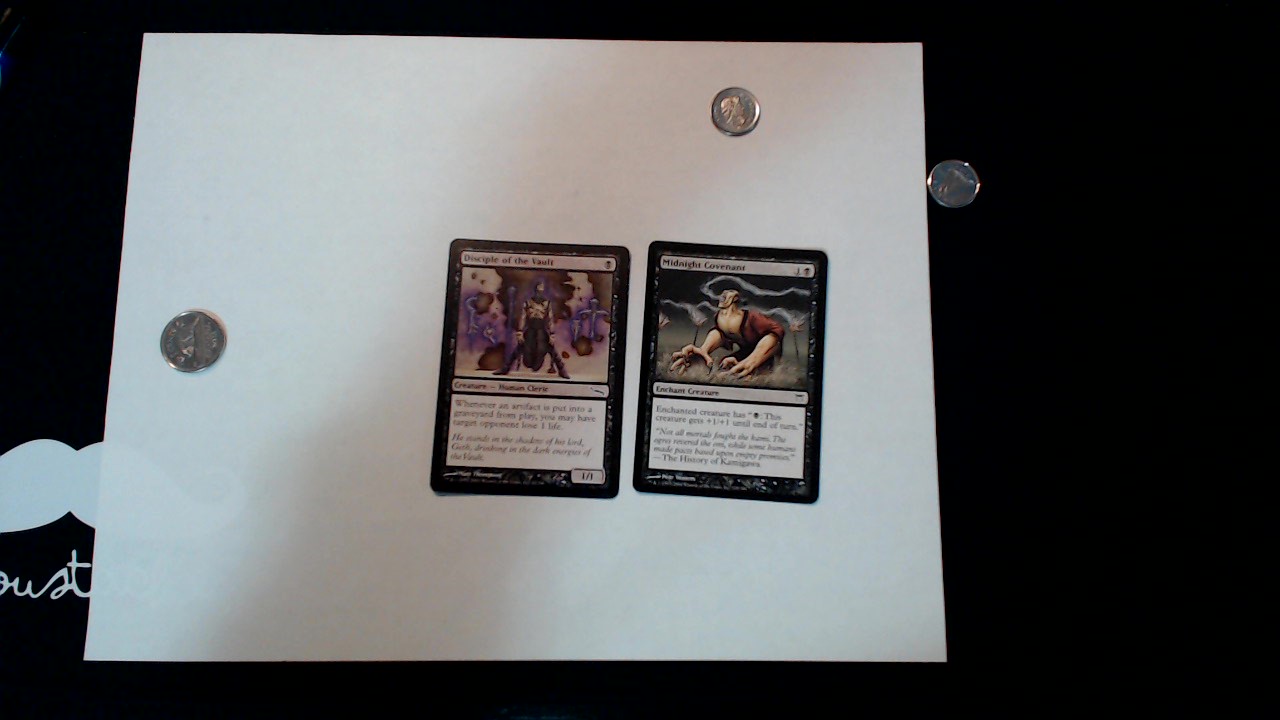 Disciple of the Vault
Creature — Human Cleric
Whenever an artifact is put into a
graveyard from play, you may have
target opponent lose 1 life.
He stands in the shadow of his lord,
Geth, drinking in the dark energies of
the Vault.
1/1
Midnight Covenant
1
Enchant Creature
Enchanted creature has “ : This
creature gets +1/+1 until end of turn.”
“Not all mortals fought the kami. The
ogres revered the oni, while some humans
made pacts based upon empty promises.”
—The History of Kamigawa
oust